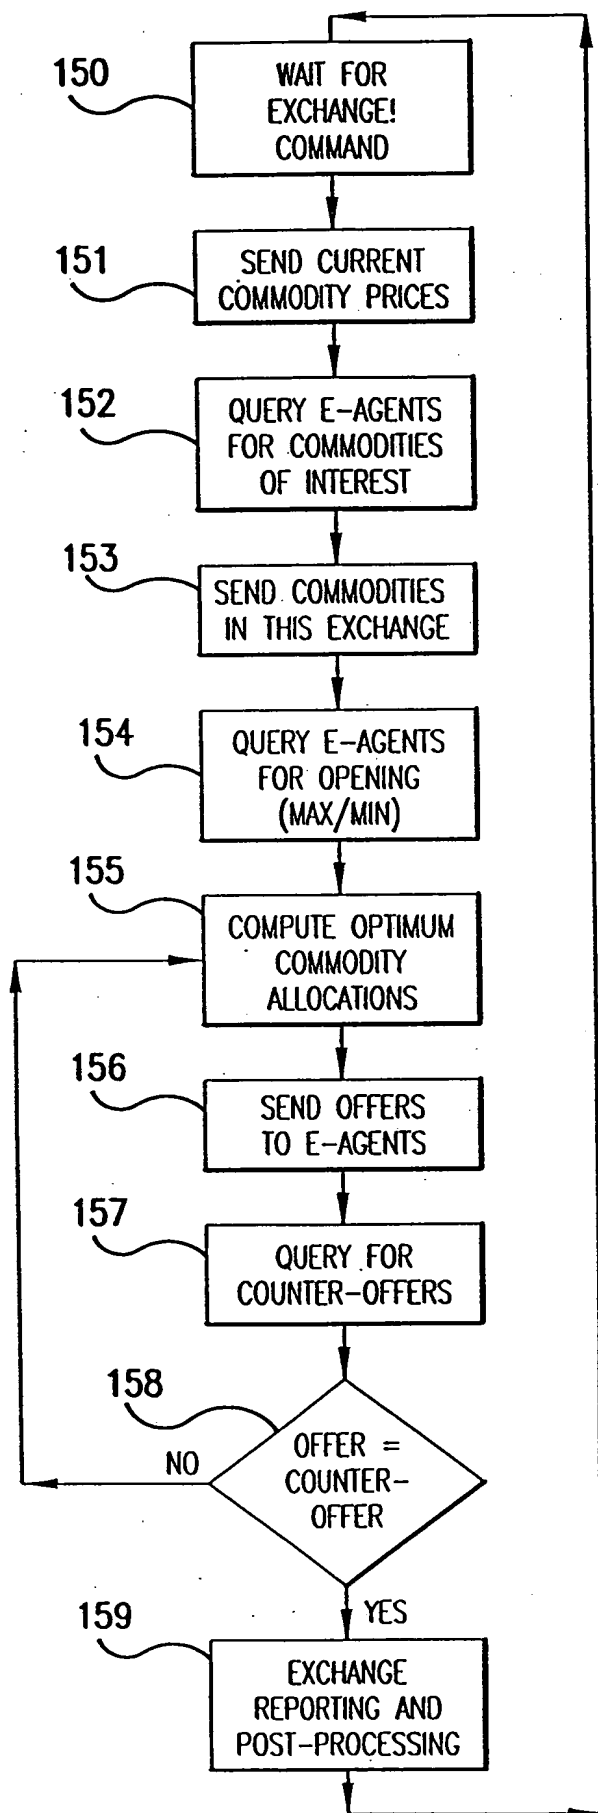 150
WAIT FOR
EXCHANGE!
COMMAND
151
SEND CURRENT
COMMODITY PRICES
152
QUERY E-AGENTS
FOR COMMODITIES
OF INTEREST
153
SEND COMMODITIES
IN THIS EXCHANGE
154
QUERY E-AGENTS
FOR OPENING
(MAX/MIN)
155
COMPUTE OPTIMUM
COMMODITY
ALLOCATIONS
156
SEND OFFERS
TO E-AGENTS
157
QUERY FOR
COUNTER-OFFERS
158
OFFER =
COUNTER-
OFFER
NO
YES
159
EXCHANGE
REPORTING AND
POST-PROCESSING